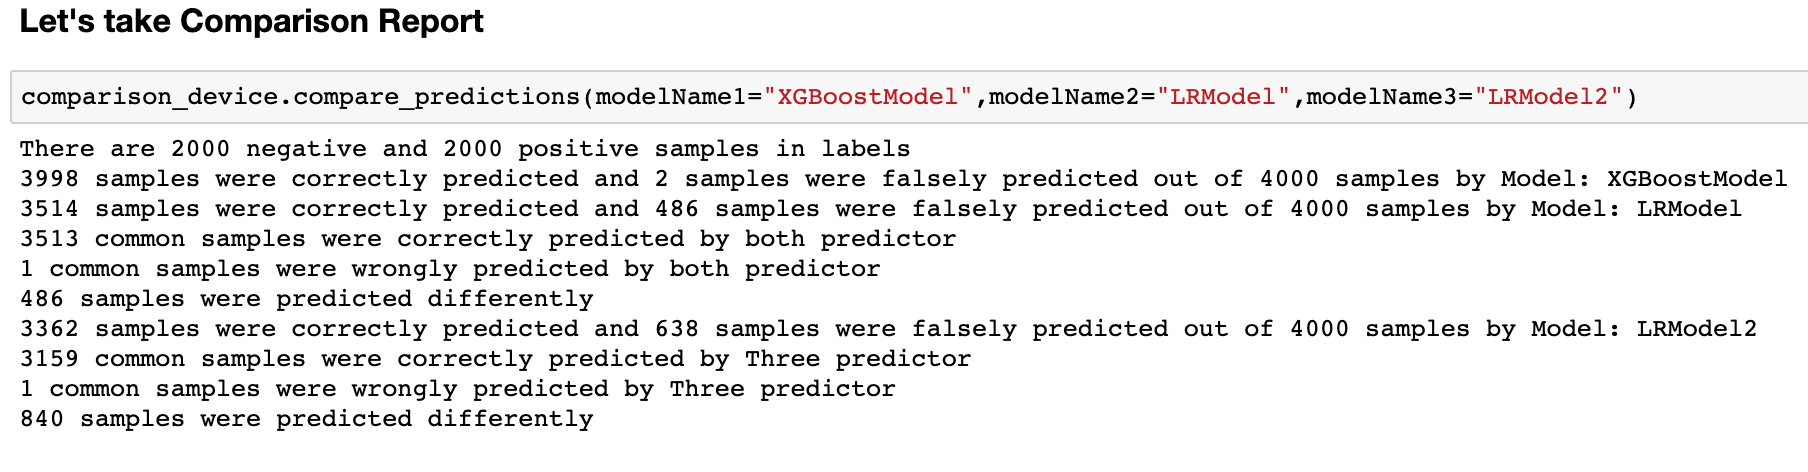 Let's take Comparison Report
comparison_device.compare_predictions(modelName1="XGBoostModel",modelName2="LRModel",modelName3="LRModel2")
There are 2000 negative and 2000 positive samples in labels
3998 samples were correctly predicted and 2 samples were falsely predicted out of 4000 samples by Model: XGBoostModel
3514 samples were correctly predicted and 486 samples were falsely predicted out of 4000 samples by Model: LRModel
3513 common samples were correctly predicted by both predictor
1 common samples were wrongly predicted by both predictor
486 samples were predicted differently
3362 samples were correctly predicted and 638 samples were falsely predicted out of 4000 samples by Model: LRModel2
3159 common samples were correctly predicted by Three predictor
1 common samples were wrongly predicted by Three predictor
840 samples were predicted differently